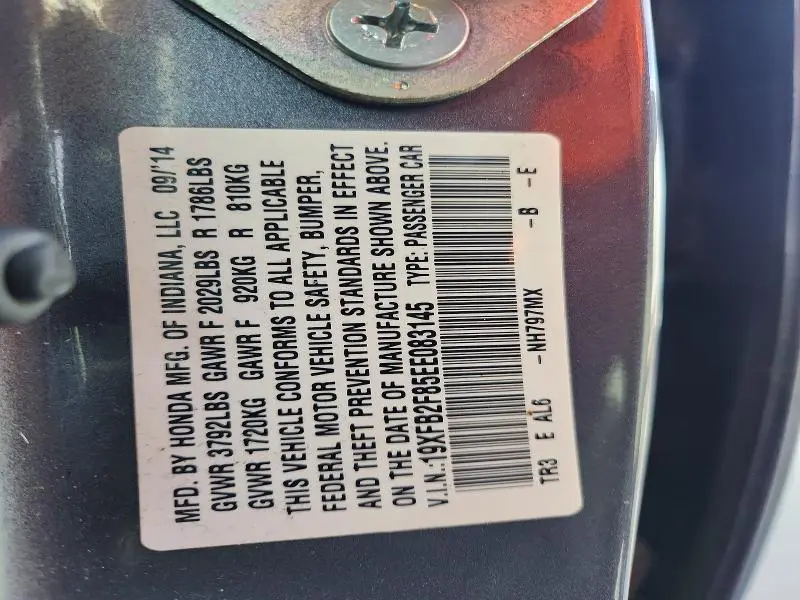 MFD. BY HONDA MFG. OF INDIANA, LLC 09/'14
GVWR 3792LBS GAWR F 2029LBS R 1786LBS
GVWR 1720KG GAWR F 920KG R 810KG
THIS VEHICLE CONFORMS TO ALL APPLICABLE
FEDERAL MOTOR VEHICLE SAFETY, BUMPER,
AND THEFT PREVENTION STANDARDS IN EFFECT
ON THE DATE OF MANUFACTURE SHOWN ABOVE.
V.I.N.:19XFB2F85EE083145 TYPE: PASSENGER CAR
TR3 E AL6 -NH797MX -B -E